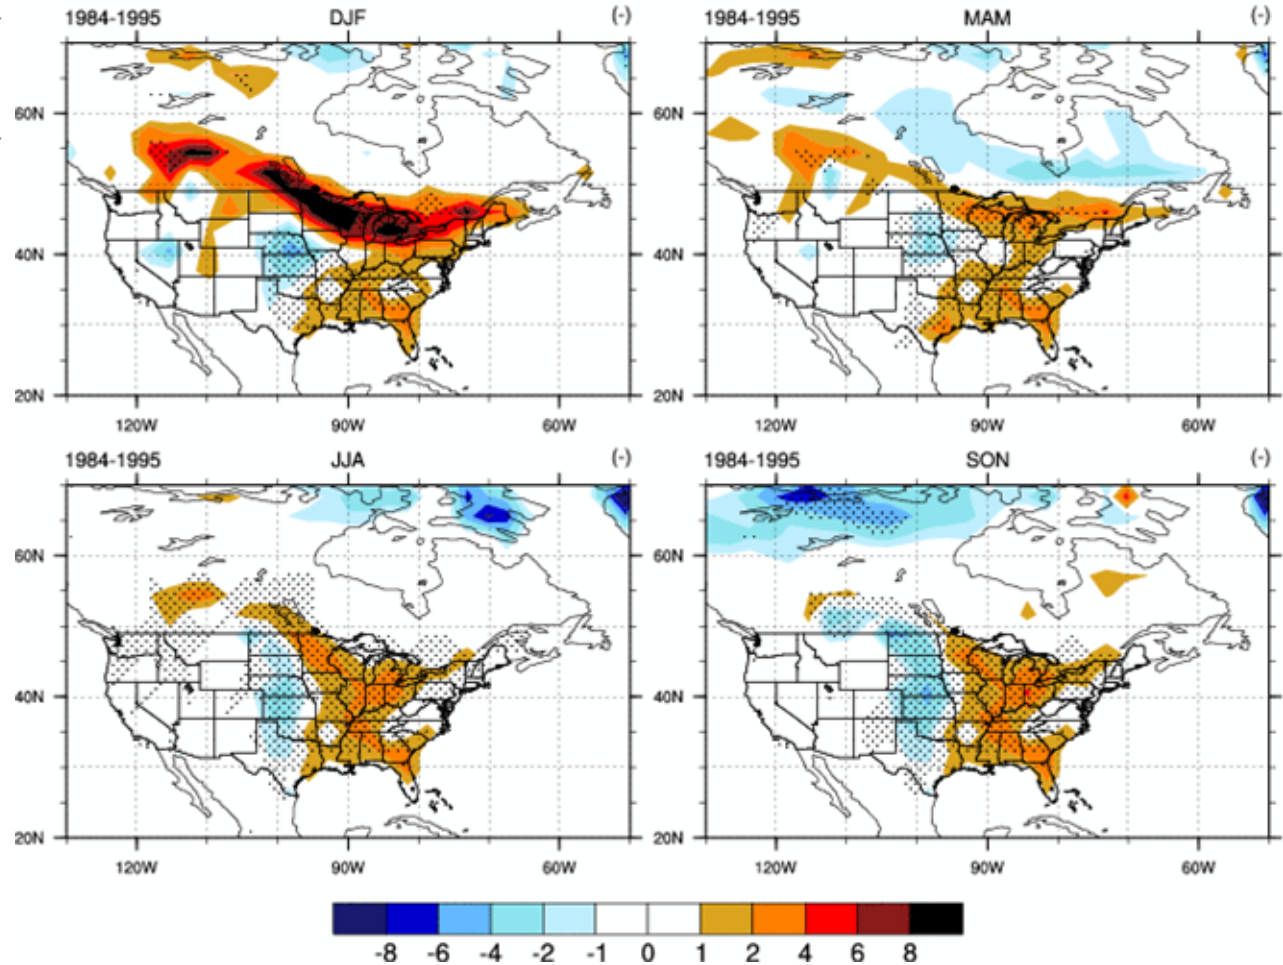 1984-1995 DJF (-)
60N
40N
20N
120W 90W 60W
1984-1995 MAM (-)
60N
40N
20N
120W 90W 60W
1984-1995 JJA (-)
60N
40N
20N
120W 90W 60W
1984-1995 SON (-)
60N
40N
20N
120W 90W 60W
-8 -6 -4 -2 -1 0 1 2 4 6 8